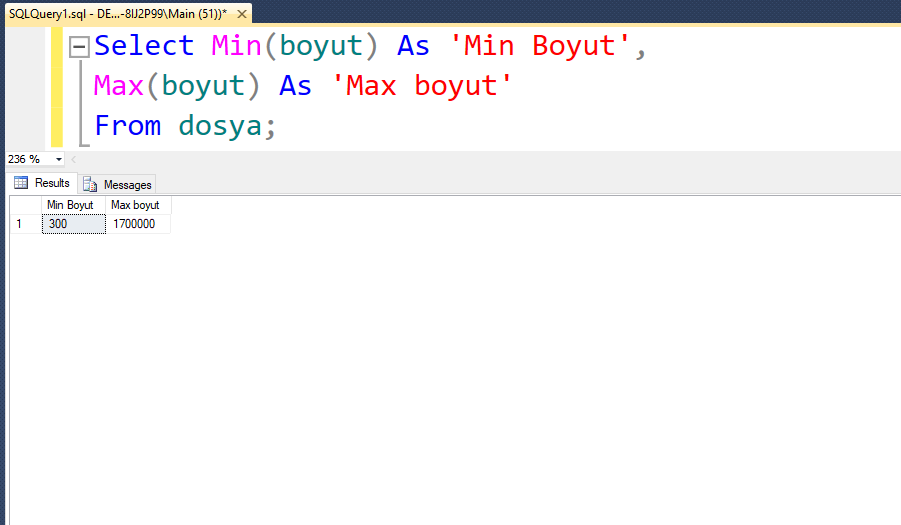 SQLQuery1.sql - DE...-8IJ2P99\Main (51))*
Select Min(boyut) As 'Min Boyut',
Max(boyut) As 'Max boyut'
From dosya;
236 %
Results Messages
Min Boyut Max boyut
1 300 1700000